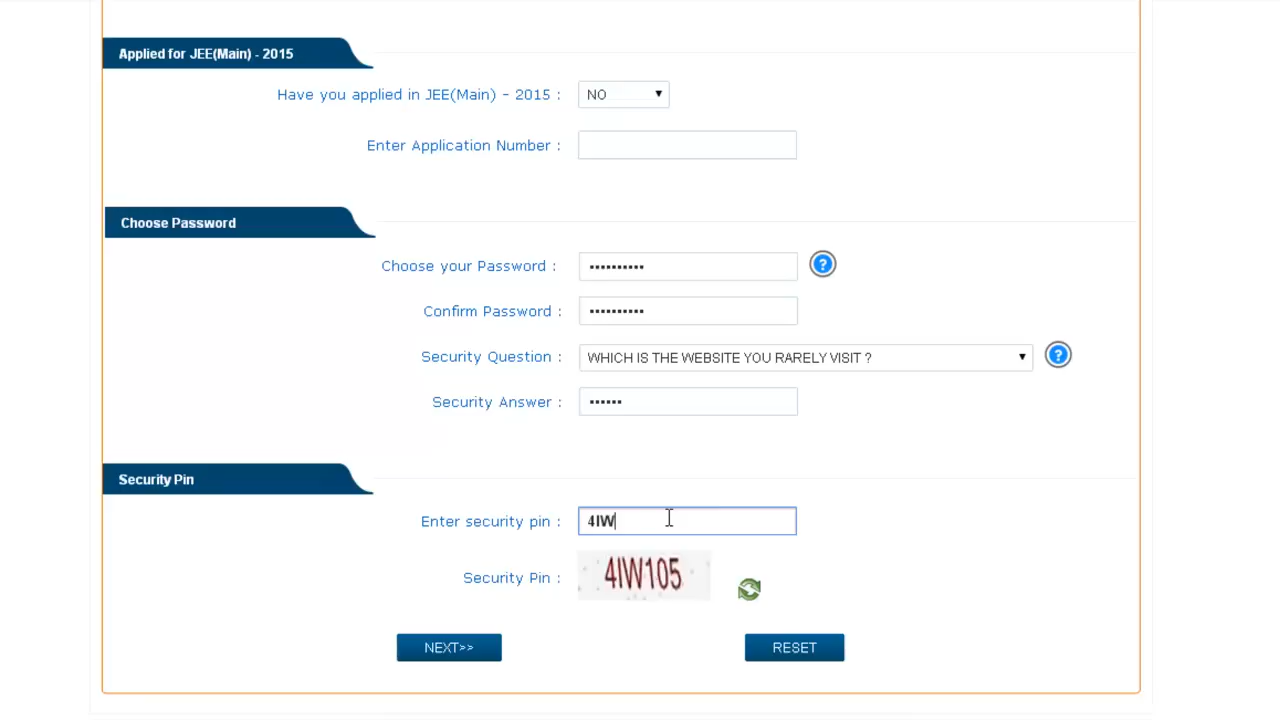 Applied for JEE(Main) - 2015
Have you applied in JEE(Main) - 2015 : NO
Enter Application Number :
Choose Password
Choose your Password : ••••••••••
Confirm Password : ••••••••••
Security Question : WHICH IS THE WEBSITE YOU RARELY VISIT ?
Security Answer : ••••••
Security Pin
Enter security pin : 4IW
Security Pin : 4IW105
NEXT>> RESET